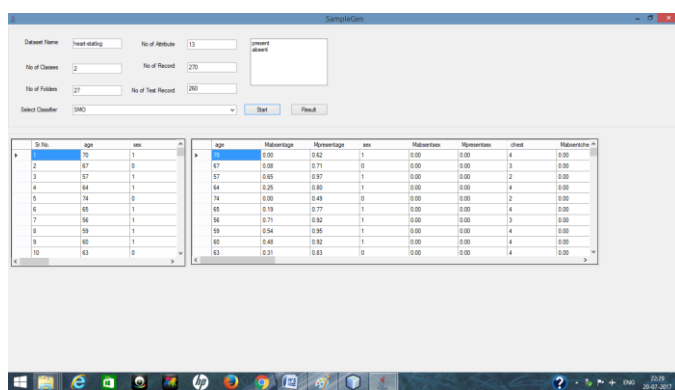 SampleGen
Dataset Name heart-statlog No of Attribute 13 present
absent
No of Classes 2 No of Record 270
No of Folders 27 No of Test Record 260
Select Classifier SMO Start Result
Sr.No. age sex age Mabsentage Mpresentage sex Mabsentsex Mpresentsex chest Mabsentche
1 70 1 70 0.00 0.62 1 0.00 0.00 4 0.00
2 67 0 67 0.08 0.71 0 0.00 0.00 3 0.00
3 57 1 57 0.65 0.97 1 0.00 0.00 2 0.00
4 64 1 64 0.25 0.80 1 0.00 0.00 4 0.00
5 74 0 74 0.00 0.49 0 0.00 0.00 2 0.00
6 65 1 65 0.19 0.77 1 0.00 0.00 4 0.00
7 56 1 56 0.71 0.92 1 0.00 0.00 3 0.00
8 59 1 59 0.54 0.95 1 0.00 0.00 4 0.00
9 60 1 60 0.48 0.92 1 0.00 0.00 4 0.00
10 63 0 63 0.31 0.83 0 0.00 0.00 4 0.00
hp ENG 22:29
20-07-2017